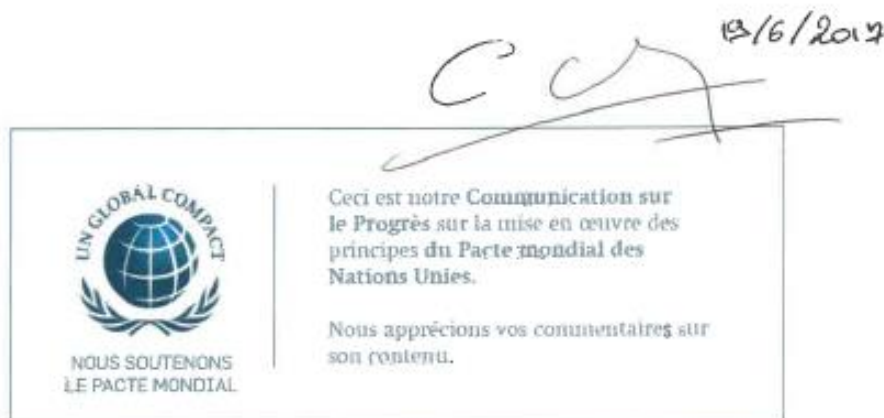 19/6/2017
UN GLOBAL COMPACT
NOUS SOUTENONS
LE PACTE MONDIAL
Ceci est notre Communication sur
le Progrès sur la mise en œuvre des
principes du Pacte mondial des
Nations Unies.
Nous apprécions vos commentaires sur
son contenu.